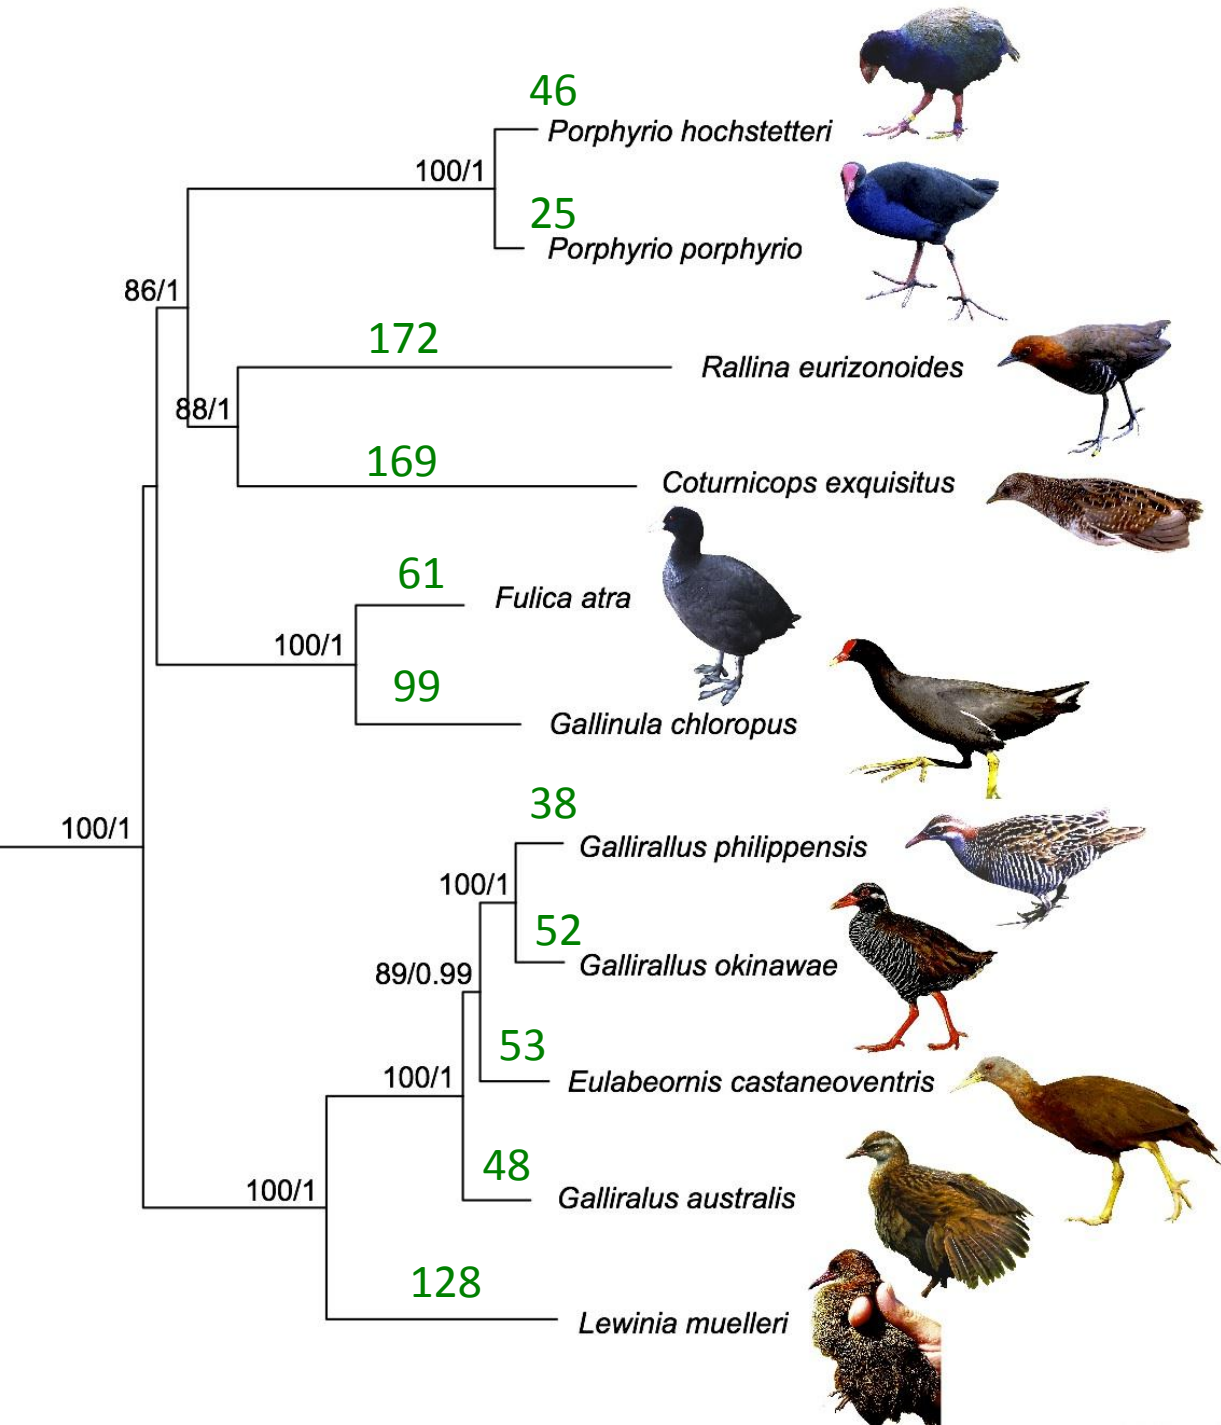 46
Porphyrio hochstetteri
100/1
25
Porphyrio porphyrio
86/1
172
Rallina eurizonoides
88/1
169
Coturnicops exquisitus
61
Fulica atra
100/1
99
Gallinula chloropus
38
100/1
Gallirallus philippensis
100/1
52
Gallirallus okinawae
89/0.99
53
100/1
Eulabeornis castaneoventris
48
100/1
Galliralus australis
128
Lewinia muelleri